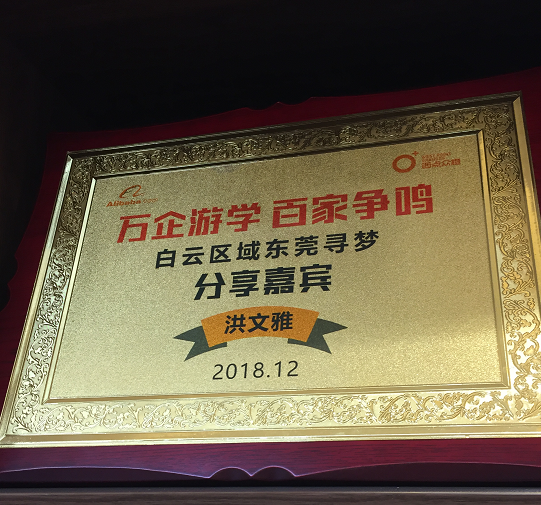 Alibaba
万企游学 百家争鸣
白云区域东莞寻梦
分享嘉宾
洪文雅
2018.12